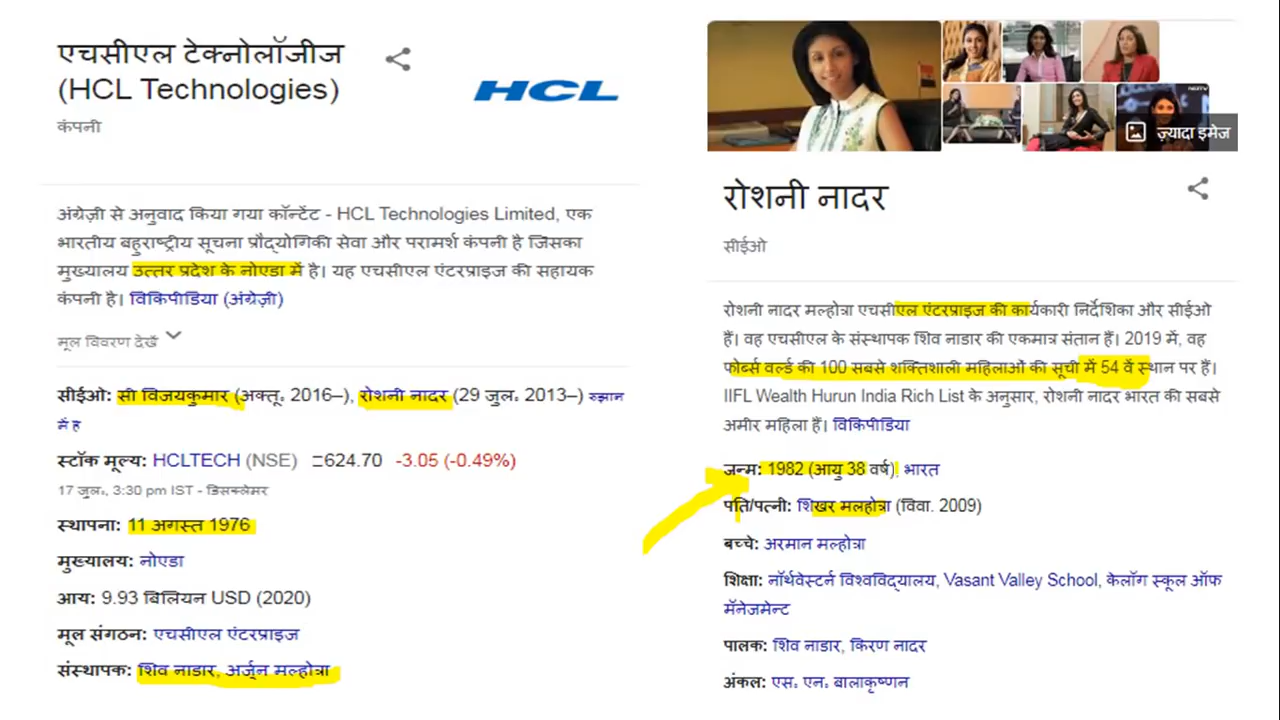 एचसीएल टेक्नोलॉजीज
(HCL Technologies)
HCL
कंपनी
अंग्रेज़ी से अनुवाद किया गया कॉन्टेंट - HCL Technologies Limited, एक
भारतीय बहुराष्ट्रीय सूचना प्रौद्योगिकी सेवा और परामर्श कंपनी है जिसका
मुख्यालय उत्तर प्रदेश के नोएडा में है। यह एचसीएल एंटरप्राइज की सहायक
कंपनी है। विकिपीडिया (अंग्रेज़ी)
मूल विवरण देखें
सीईओ: सी विजयकुमार (अक्तू॰ 2016–), रोशनी नादर (29 जुल॰ 2013–) रुझान
में है
स्टॉक मूल्य: HCLTECH (NSE) 624.70 -3.05 (-0.49%)
17 जुल॰, 3:30 pm IST - डिसक्लेमर
स्थापना: 11 अगस्त 1976
मुख्यालय: नोएडा
आय: 9.93 बिलियन USD (2020)
मूल संगठन: एचसीएल एंटरप्राइज
संस्थापक: शिव नाडार, अर्जुन मल्होत्रा
NDTV
ज़्यादा इमेज
रोशनी नादर
सीईओ
रोशनी नादर मल्होत्रा एचसीएल एंटरप्राइज की कार्यकारी निर्देशिका और सीईओ
हैं। वह एचसीएल के संस्थापक शिव नाडार की एकमात्र संतान हैं। 2019 में, वह
फोर्ब्स वर्ल्ड की 100 सबसे शक्तिशाली महिलाओं की सूची में 54 वें स्थान पर हैं।
IIFL Wealth Hurun India Rich List के अनुसार, रोशनी नादर भारत की सबसे
अमीर महिला हैं। विकिपीडिया
जन्म: 1982 (आयु 38 वर्ष), भारत
पति/पत्नी: शिखर मलहोत्रा (विवा. 2009)
बच्चे: अरमान मल्होत्रा
शिक्षा: नॉर्थवेस्टर्न विश्वविद्यालय, Vasant Valley School, केलॉग स्कूल ऑफ
मॅनेजमेन्ट
पालक: शिव नाडार, किरण नादर
अंकल: एस॰ एन॰ बालाकृष्णन